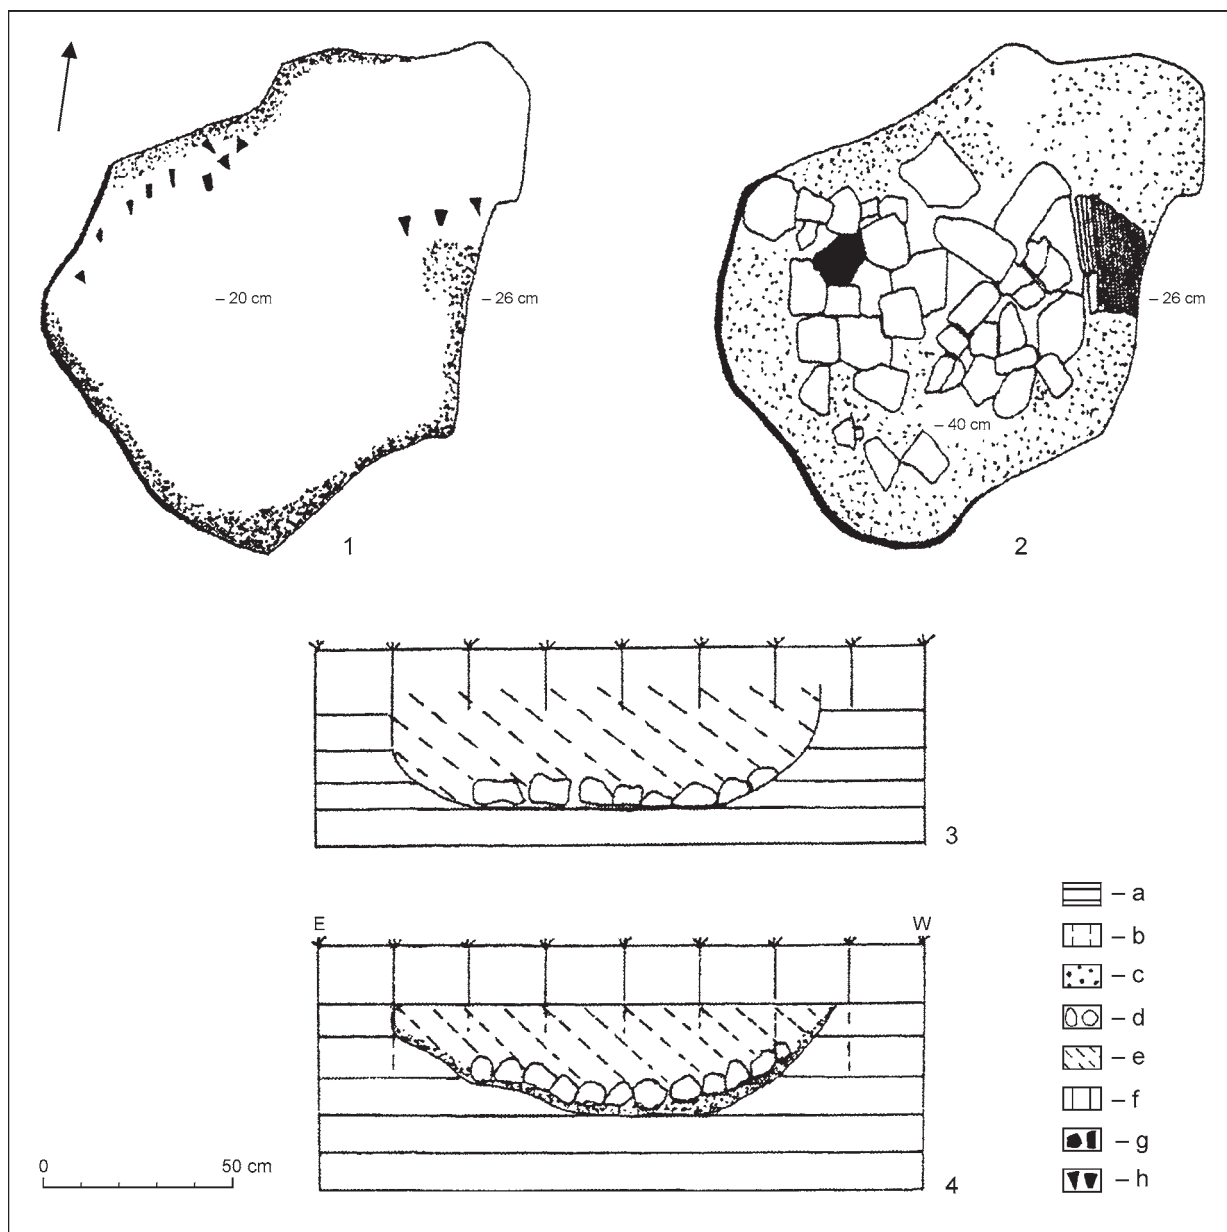 – 20 cm
– 26 cm
– 26 cm
– 40 cm
1
2
3
E
W
4
0
50 cm
– a
– b
– c
– d
– e
– f
– g
– h